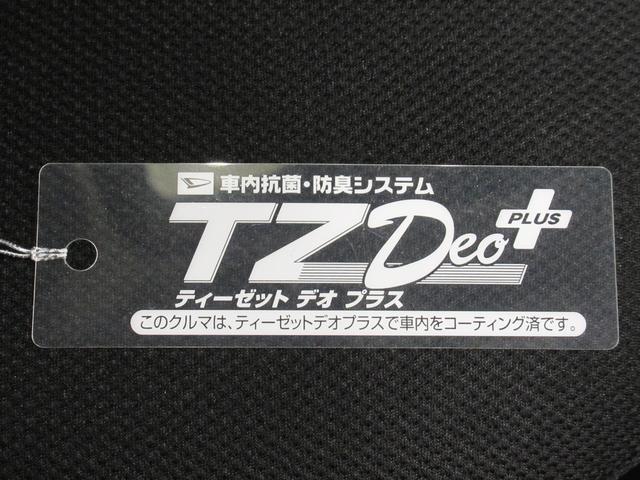 車内抗菌・防臭システム
TZ Deo PLUS
ティーゼット デオ プラス
このクルマは、ティーゼットデオプラスで車内をコーティング済です。